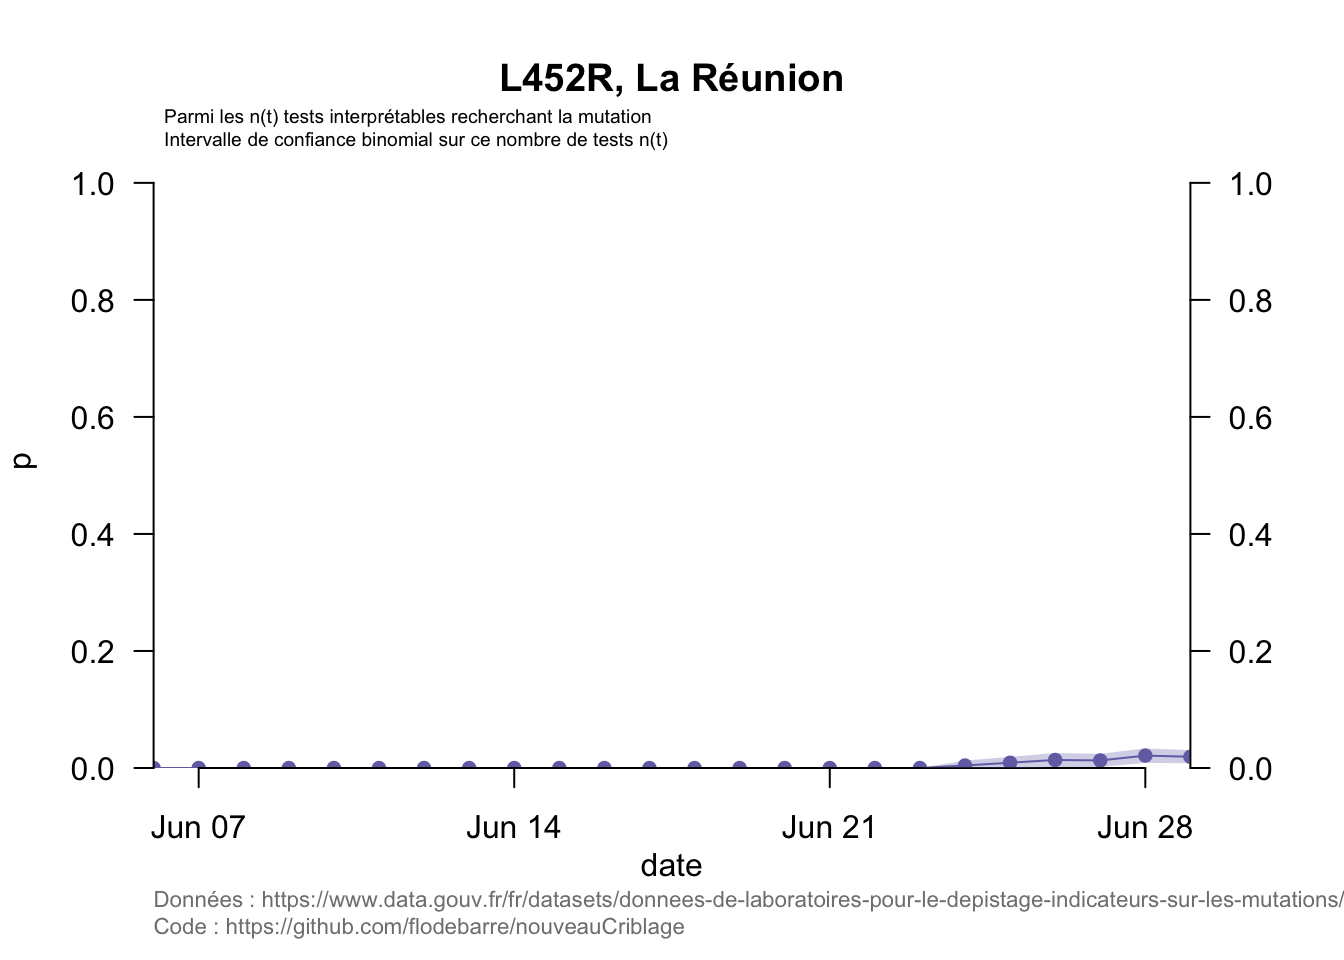 L452R, La Réunion
Parmi les n(t) tests interprétables recherchant la mutation
Intervalle de confiance binomial sur ce nombre de tests n(t)
1.0 1.0
0.8 0.8
0.6 0.6
p
0.4 0.4
0.2 0.2
0.0 0.0
Jun 07 Jun 14 Jun 21 Jun 28
date
Données : https://www.data.gouv.fr/fr/datasets/donnees-de-laboratoires-pour-le-depistage-indicateurs-sur-les-mutations/
Code : https://github.com/flodebarre/nouveauCriblage